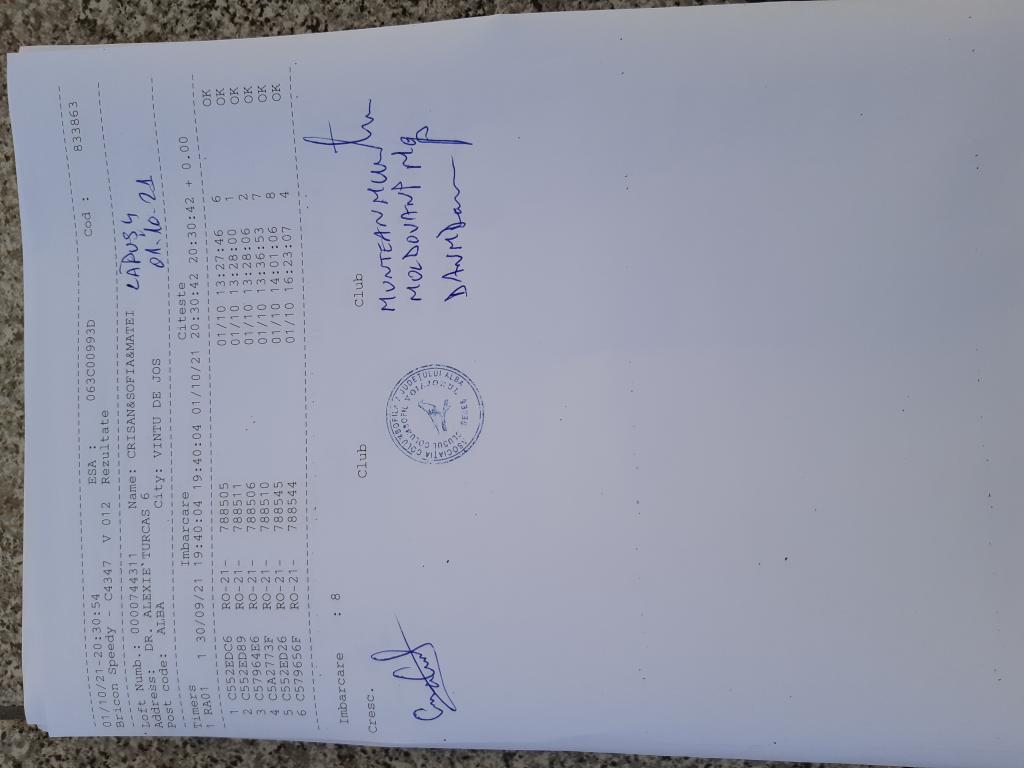 01/10/21-20:30:54 ESA : 063C00993D Cod : 833863
Bricon Speedy - C4347 V 012 Rezultate
Loft Numb.: 0000744311 Name: CRISAN&SOFIA&MATEI LĂPUȘ 4
Address: DR. ALEXIE TURCAS 6 01.10.21
Post code: ALBA City: VINTU DE JOS
Timers Imbarcare Citeste
1 RA01 1 30/09/21 19:40:04 19:40:04 01/10/21 20:30:42 20:30:42 + 0.00 OK
1 C552EDC6 RO-21- 788505 01/10 13:27:46 6 OK
2 C552ED89 RO-21- 788511 01/10 13:28:00 1 OK
3 C57964E6 RO-21- 788506 01/10 13:28:06 2 OK
4 C5A2773F RO-21- 788510 01/10 13:36:53 7 OK
5 C552ED26 RO-21- 788545 01/10 14:01:06 8 OK
6 C579656F RO-21- 788544 01/10 16:23:07 4
Imbarcare : 8
Cresc. Club Club
MUNTEAN
MOLDOVAN
DAN
JUDEȚULUI ALBA